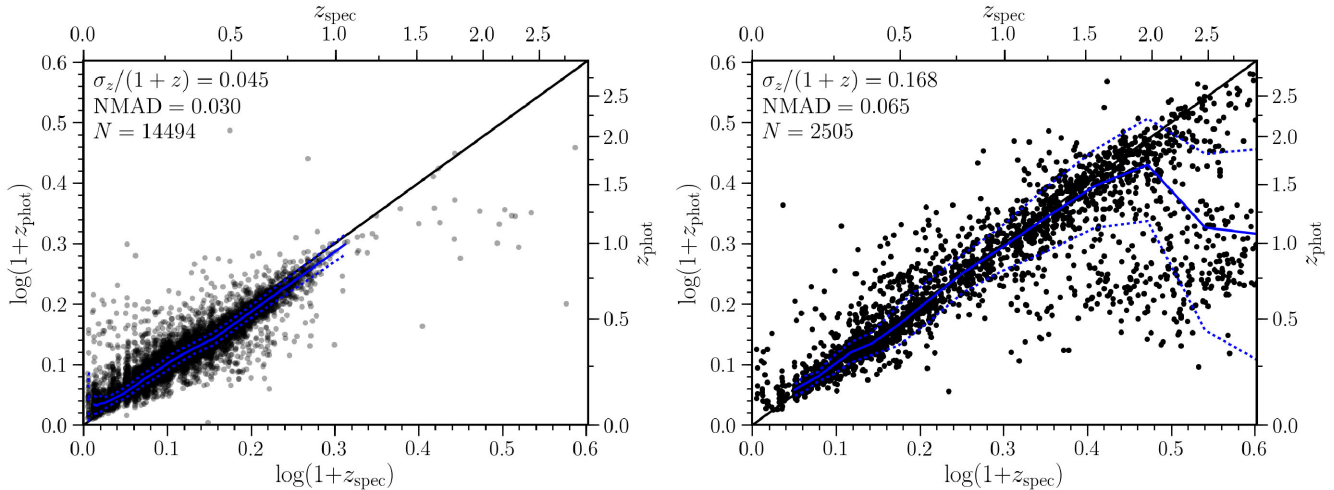 z_spec
0.0 0.5 1.0 1.5 2.0 2.5
σ_z/(1 + z) = 0.045
NMAD = 0.030
N = 14494
log(1+z_phot)
0.6
0.5
0.4
0.3
0.2
0.1
0.0
2.5
2.0
1.5
1.0
0.5
0.0
z_phot
0.0 0.1 0.2 0.3 0.4 0.5
log(1+z_spec)
z_spec
0.0 0.5 1.0 1.5 2.0 2.5
σ_z/(1 + z) = 0.168
NMAD = 0.065
N = 2505
log(1+z_phot)
0.6
0.5
0.4
0.3
0.2
0.1
0.0
2.5
2.0
1.5
1.0
0.5
0.0
z_phot
0.0 0.1 0.2 0.3 0.4 0.5 0.6
log(1+z_spec)